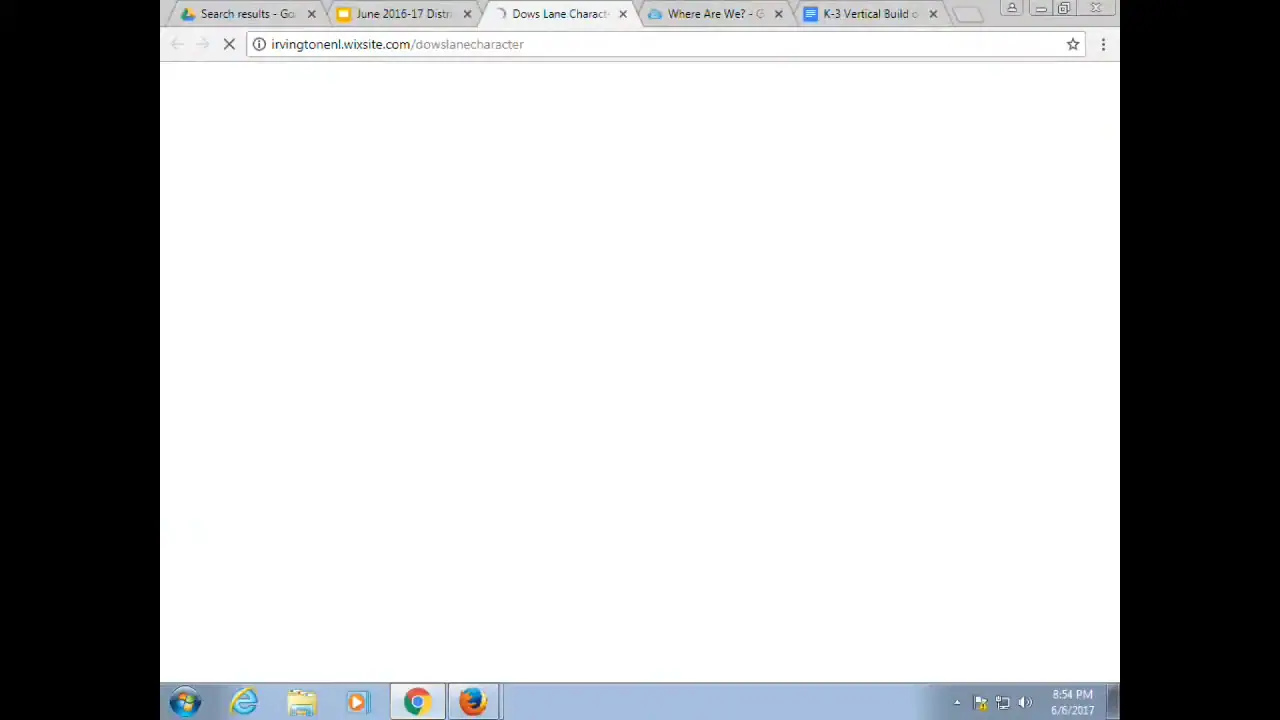 Search results - Go
June 2016-17 Distri
Dows Lane Charact
Where Are We? - G
K-3 Vertical Build o
irvingtonenl.wixsite.com/dowslanecharacter
8:54 PM
6/6/2017